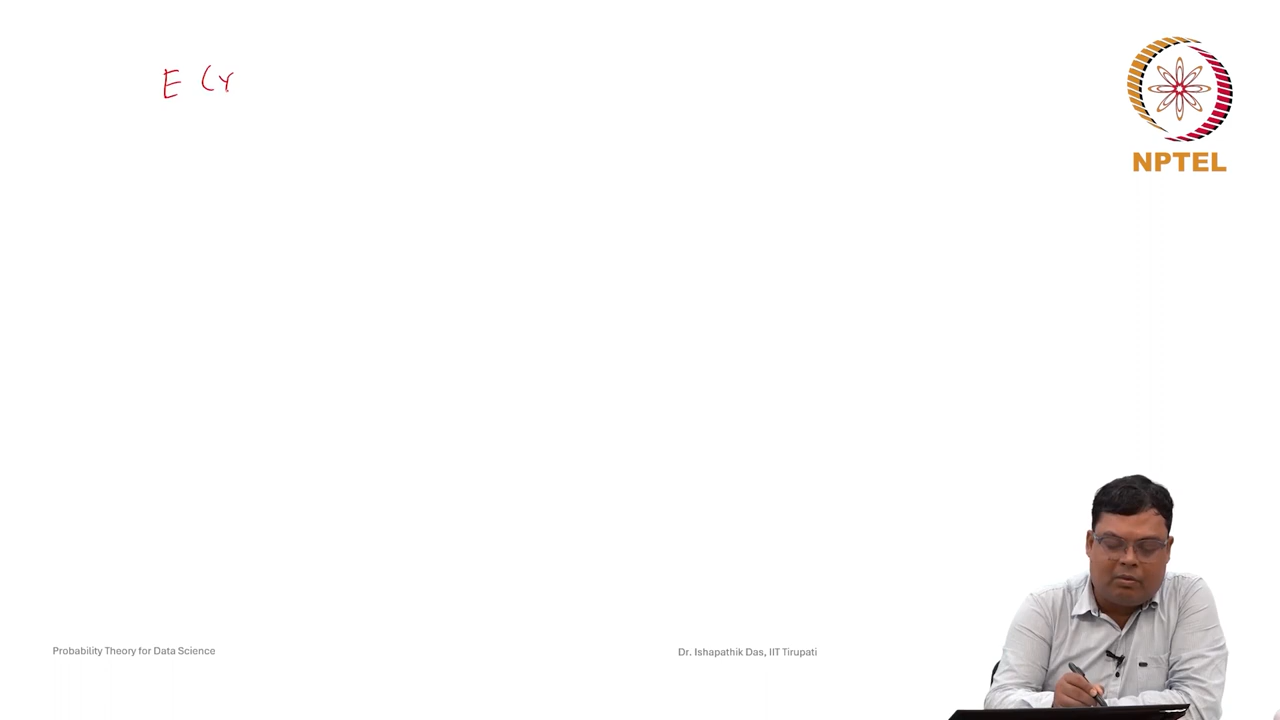 E (x
NPTEL
Probability Theory for Data Science
Dr. Ishapathik Das, IIT Tirupati